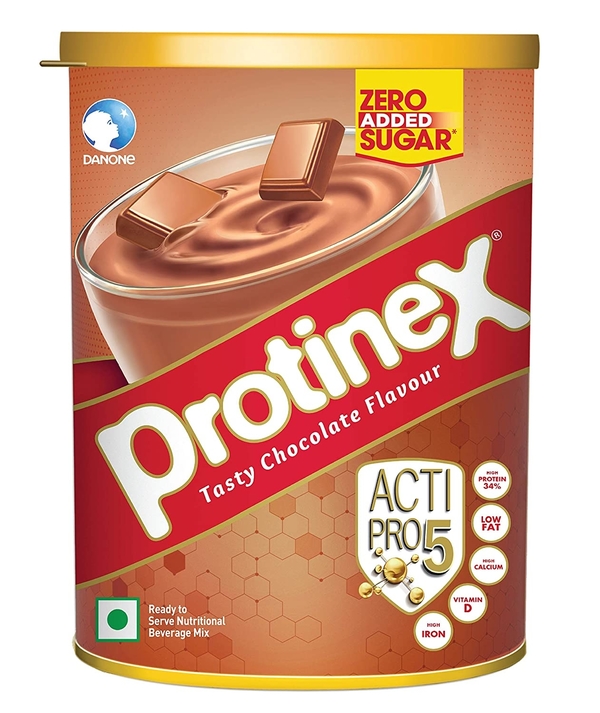 DANONE
ZERO
ADDED
SUGAR*
Protinex®
Tasty Chocolate Flavour
ACTI
PRO5
HIGH
PROTEIN
34%
LOW
FAT
HIGH
CALCIUM
VITAMIN
D
HIGH
IRON
Ready to
Serve Nutritional
Beverage Mix